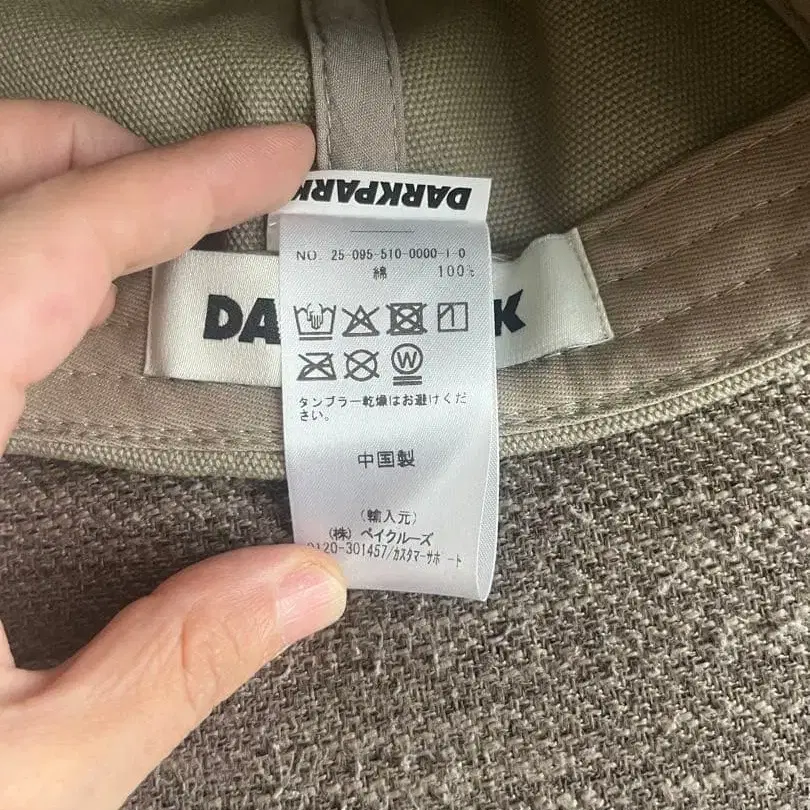 DARKPARK
NO. 25-095-510-0000-1-0
綿 100%
DA K
W
タンブラー乾燥はお避けくだ
さい。
中国製
(輸入元)
(株) ベイクルーズ
0120-301457/カスタマーサポート